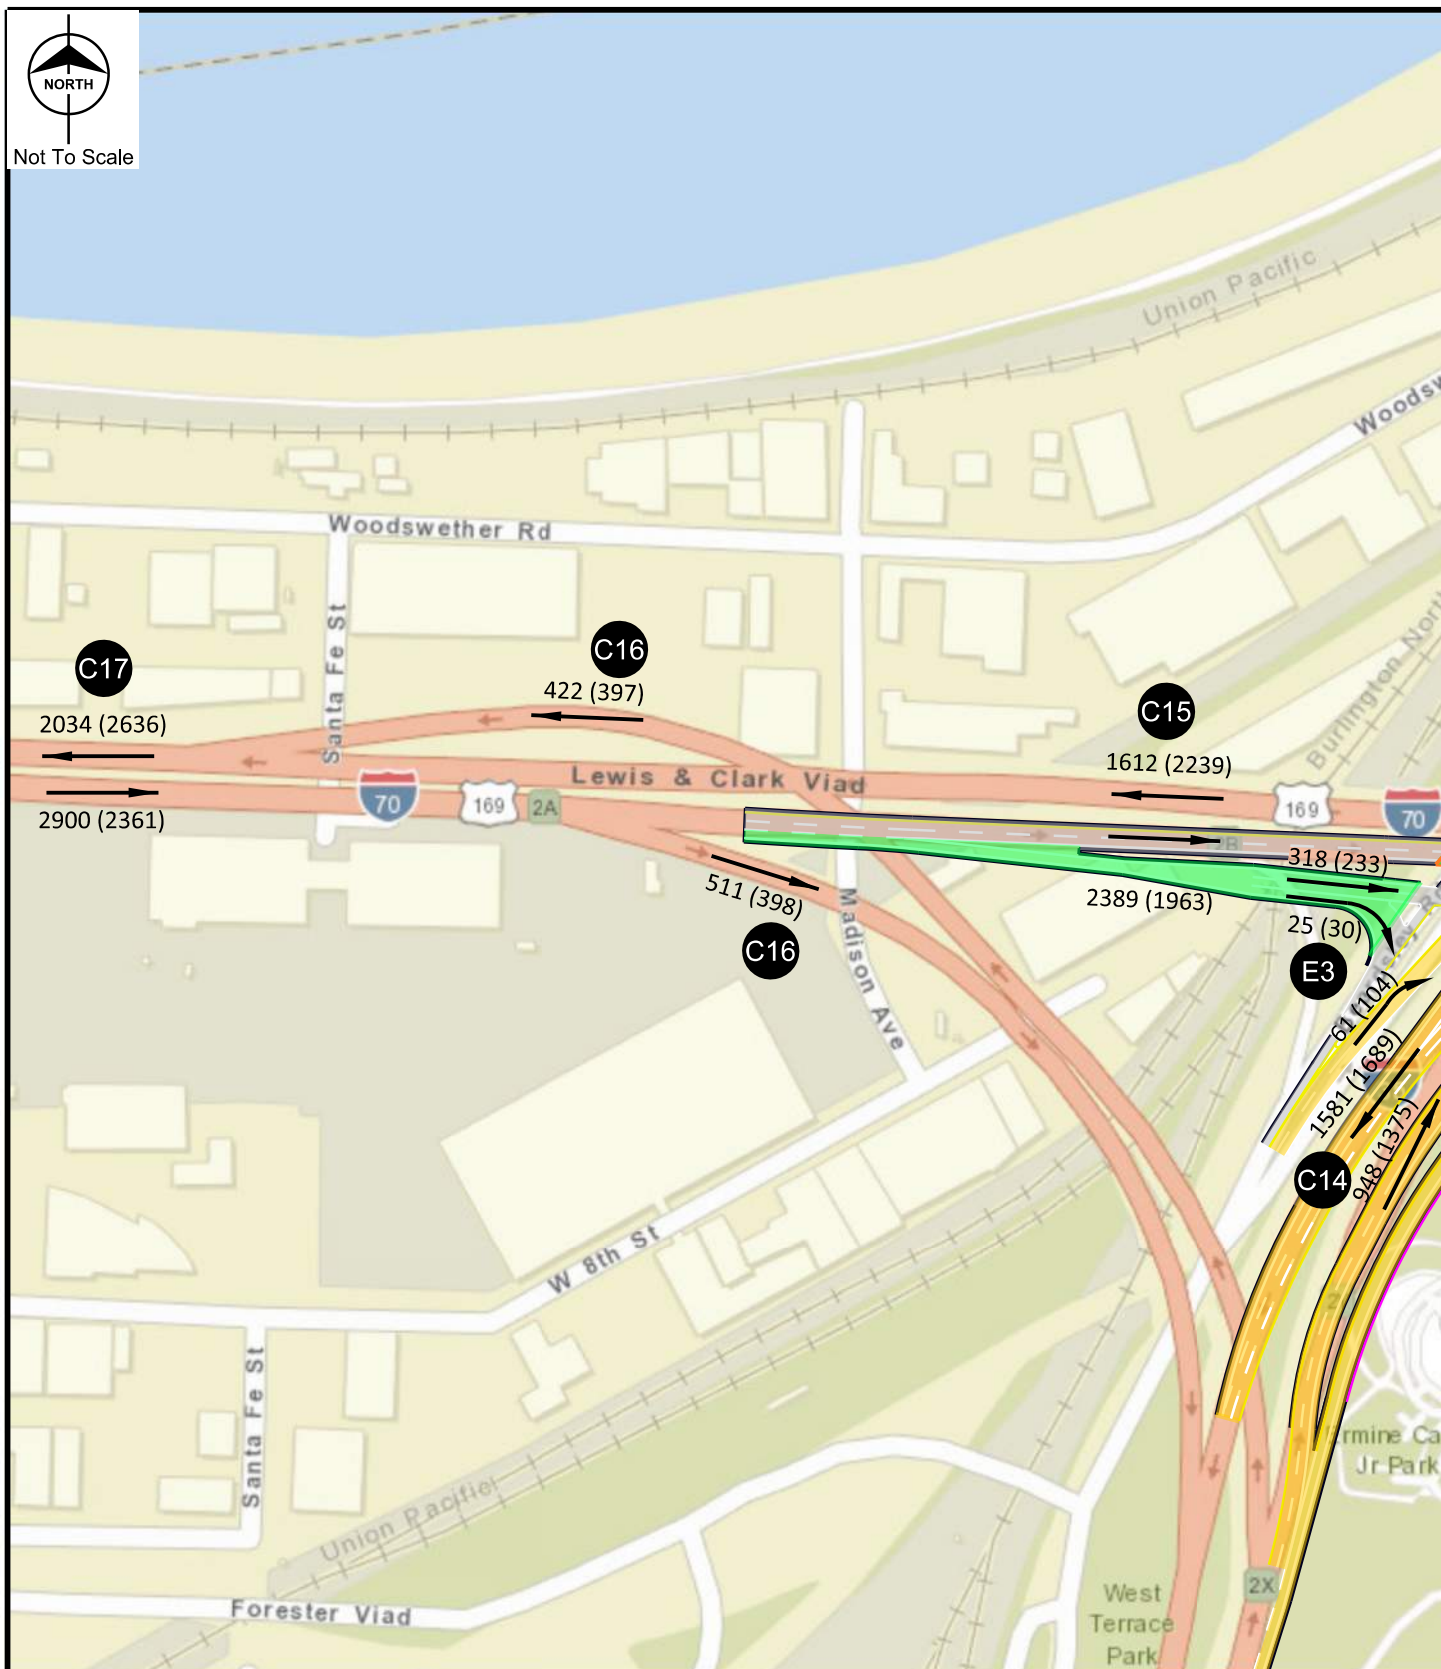 NORTH
Not To Scale
Union Pacific
Woodsw
Woodswether Rd
Santa Fe St
Burlington North
C17
C16
422 (397)
2034 (2636)
C15
1612 (2239)
Lewis & Clark Viad
70
169
2A
169
70
2900 (2361)
318 (233)
511 (398)
2389 (1963)
Madison Ave
25 (30)
C16
E3
61 (104)
1581 (1689)
948 (1375)
C14
W 8th St
2
Santa Fe St
rmine Ca
Jr Park
Union Pacific
2X
Forester Viad
West
Terrace
Park